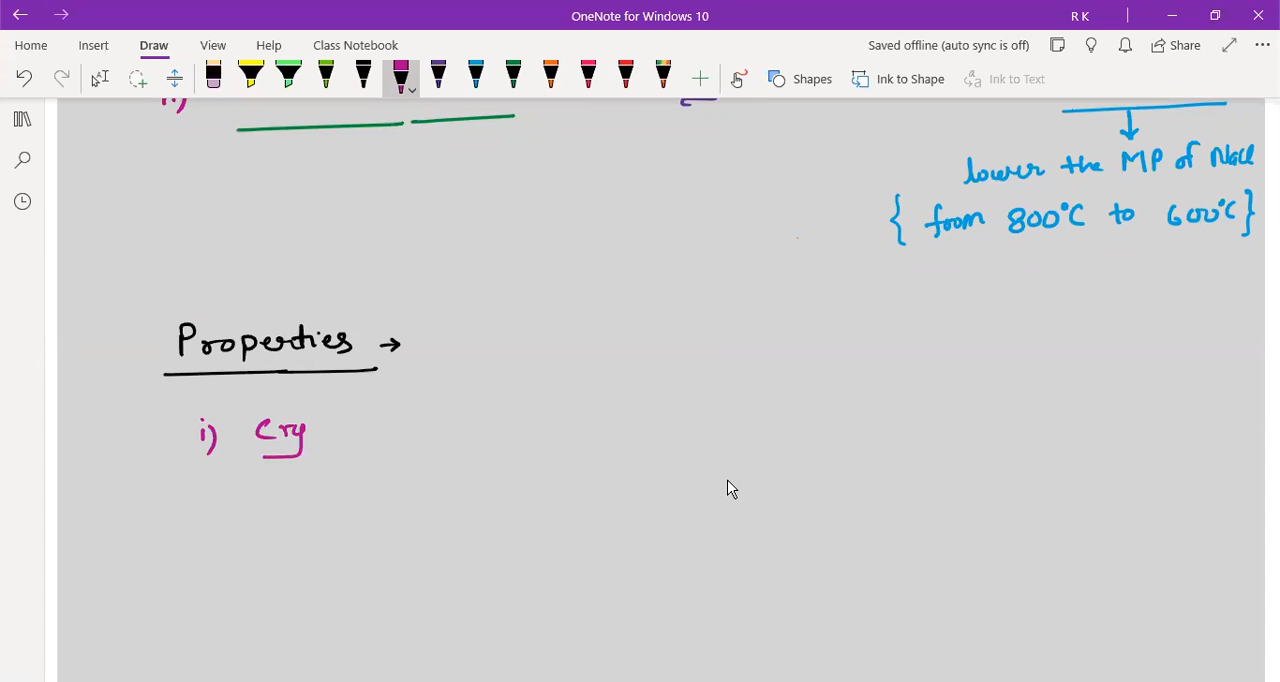 OneNote for Windows 10
R K
Home Insert Draw View Help Class Notebook
Saved offline (auto sync is off) Share
Shapes Ink to Shape Ink to Text
lower the MP of NaCl
{ from 800°C to 600°C }
Properties →
i) Cry